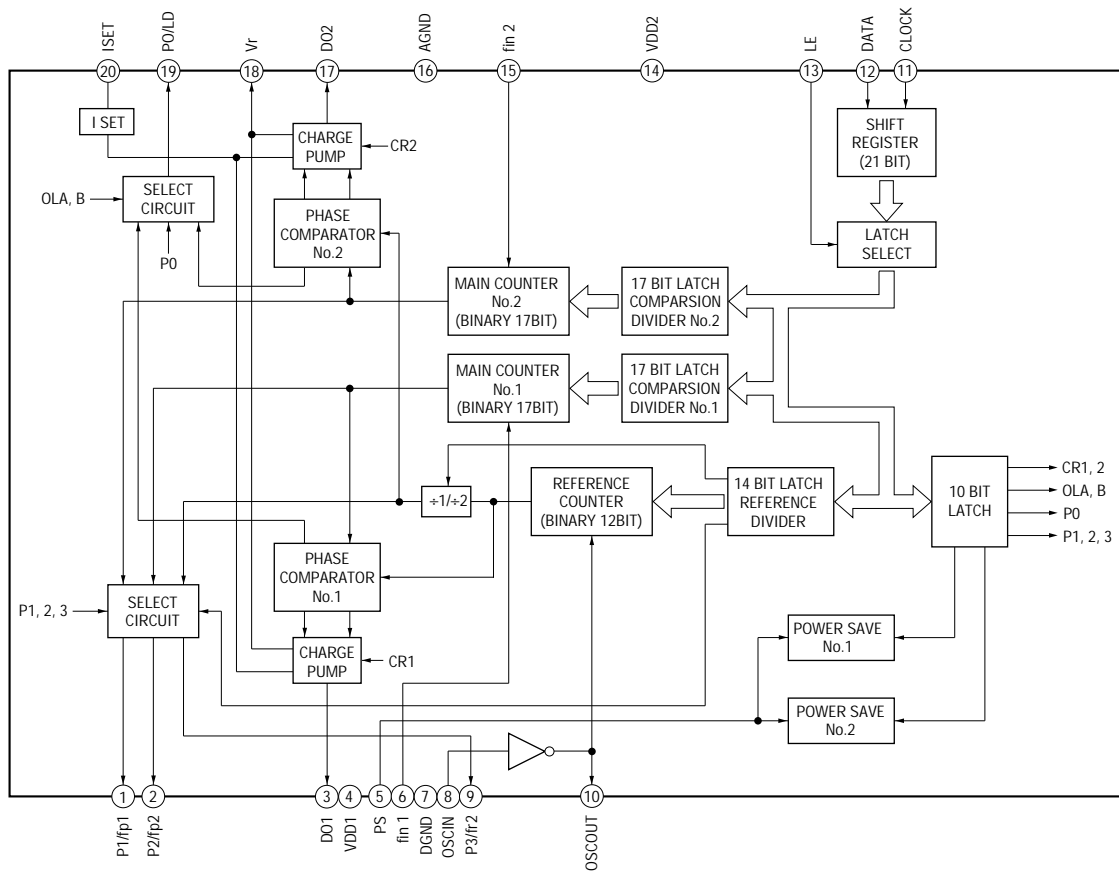 ISET
PO/LD
Vr
DO2
AGND
fin 2
VDD2
LE
DATA
CLOCK
20
19
18
17
16
15
14
13
12
11
I SET
CHARGE
PUMP
CR2
SHIFT
REGISTER
(21 BIT)
OLA, B
SELECT
CIRCUIT
P0
PHASE
COMPARATOR
No.2
LATCH
SELECT
MAIN COUNTER
No.2
(BINARY 17BIT)
17 BIT LATCH
COMPARSION
DIVIDER No.2
MAIN COUNTER
No.1
(BINARY 17BIT)
17 BIT LATCH
COMPARSION
DIVIDER No.1
÷1/÷2
REFERENCE
COUNTER
(BINARY 12BIT)
14 BIT LATCH
REFERENCE
DIVIDER
10 BIT
LATCH
CR1, 2
OLA, B
P0
P1, 2, 3
PHASE
COMPARATOR
No.1
P1, 2, 3
SELECT
CIRCUIT
CHARGE
PUMP
CR1
POWER SAVE
No.1
POWER SAVE
No.2
1
2
3
4
5
6
7
8
9
10
P1/fp1
P2/fp2
DO1
VDD1
PS
fin 1
DGND
OSCIN
P3/fr2
OSCOUT